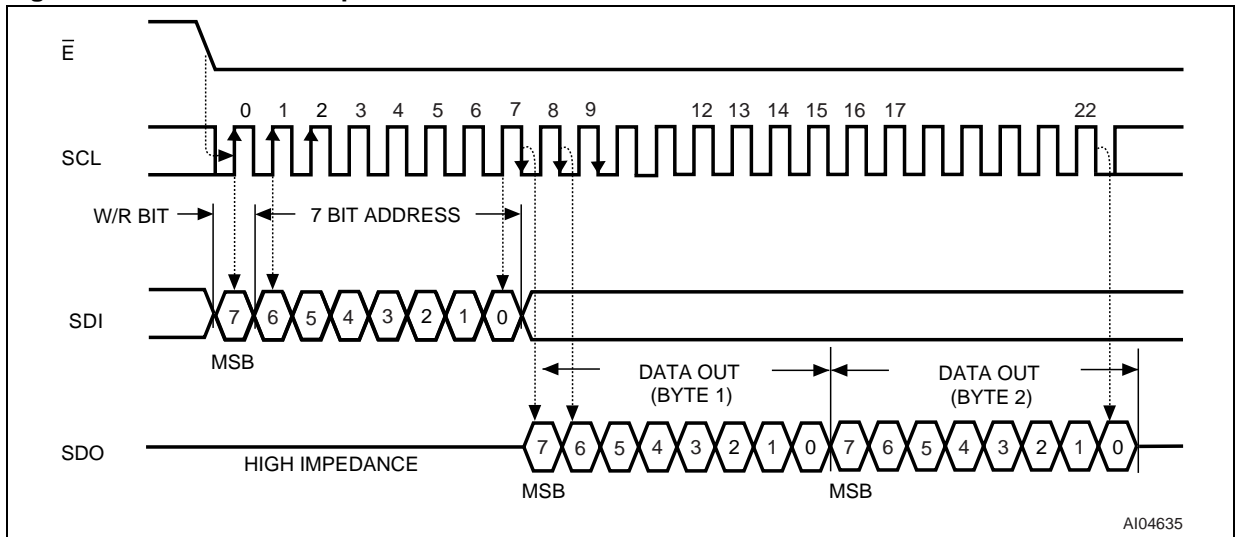 E
0 1 2 3 4 5 6 7 8 9 12 13 14 15 16 17 22
SCL
W/R BIT 7 BIT ADDRESS
SDI 7 6 5 4 3 2 1 0
MSB
DATA OUT DATA OUT
(BYTE 1) (BYTE 2)
SDO HIGH IMPEDANCE 7 6 5 4 3 2 1 0 7 6 5 4 3 2 1 0
MSB MSB
AI04635